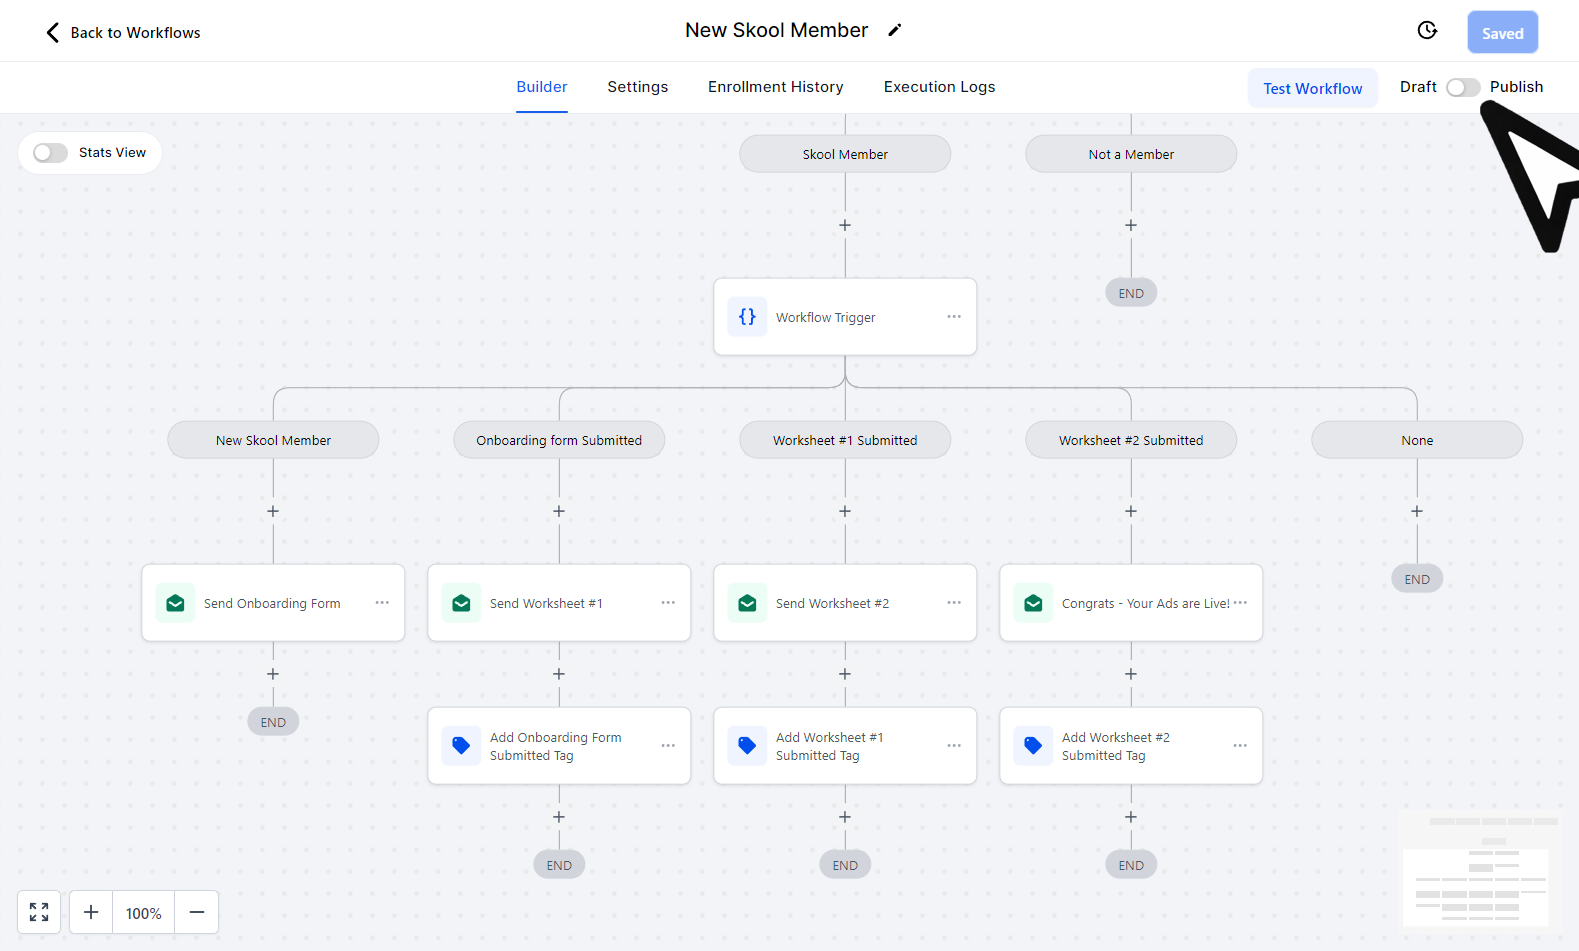 Back to Workflows
New Skool Member
Saved
Builder
Settings
Enrollment History
Execution Logs
Test Workflow
Draft
Publish
Stats View
Skool Member
Not a Member
END
Workflow Trigger
New Skool Member
Onboarding form Submitted
Worksheet #1 Submitted
Worksheet #2 Submitted
None
Send Onboarding Form
Send Worksheet #1
Send Worksheet #2
Congrats - Your Ads are Live!
END
END
Add Onboarding Form
Submitted Tag
Add Worksheet #1
Submitted Tag
Add Worksheet #2
Submitted Tag
END
END
END
100%